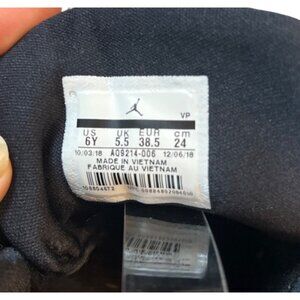 VP
US UK EUR cm
6Y 5.5 38.5 24
10/03/18 AO9214-006 12/06/18
MADE IN VIETNAM
FABRIQUE AU VIETNAM